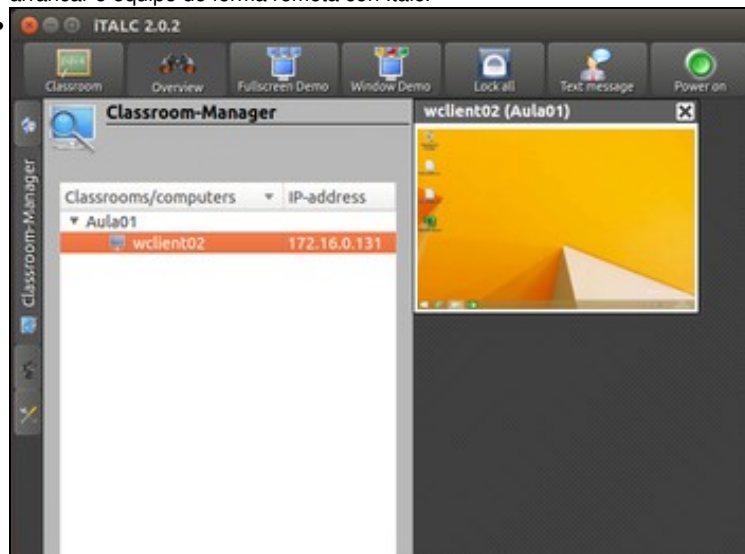 arrancar o equipo de forma remota con italc.
iTALC 2.0.2
Classroom
Overview
Fullscreen Demo
Window Demo
Lock all
Text message
Power on
Classroom-Manager
Classroom-Manager
Classrooms/computers
IP-address
Aula01
wclient02 172.16.0.131
wclient02 (Aula01)